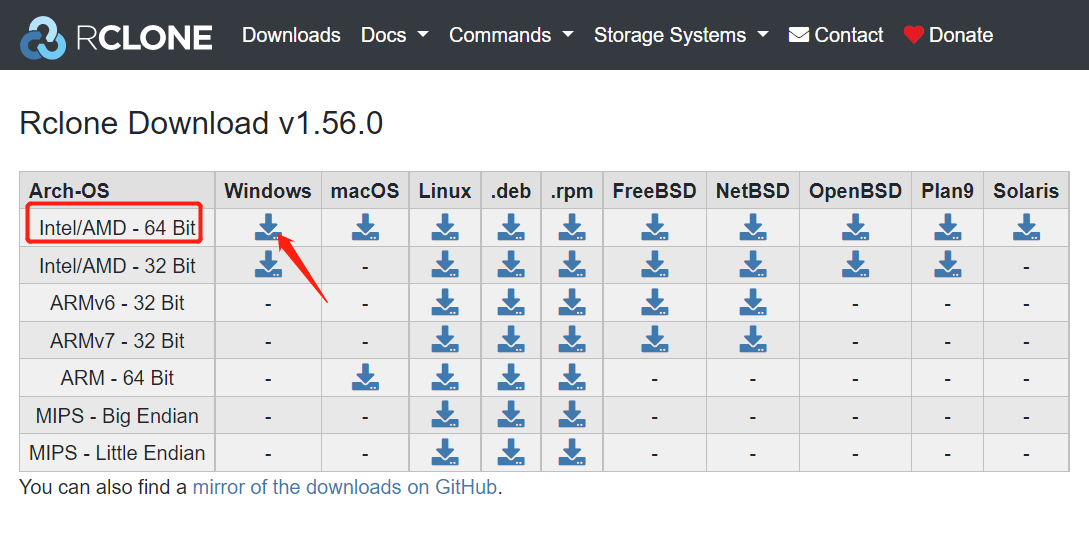 RCLONE Downloads Docs Commands Storage Systems Contact Donate
Rclone Download v1.56.0
Arch-OS Windows macOS Linux .deb .rpm FreeBSD NetBSD OpenBSD Plan9 Solaris
Intel/AMD - 64 Bit
Intel/AMD - 32 Bit - -
ARMv6 - 32 Bit - - - - -
ARMv7 - 32 Bit - - - - -
ARM - 64 Bit - - - - - -
MIPS - Big Endian - - - - - - -
MIPS - Little Endian - - - - - - -
You can also find a mirror of the downloads on GitHub.